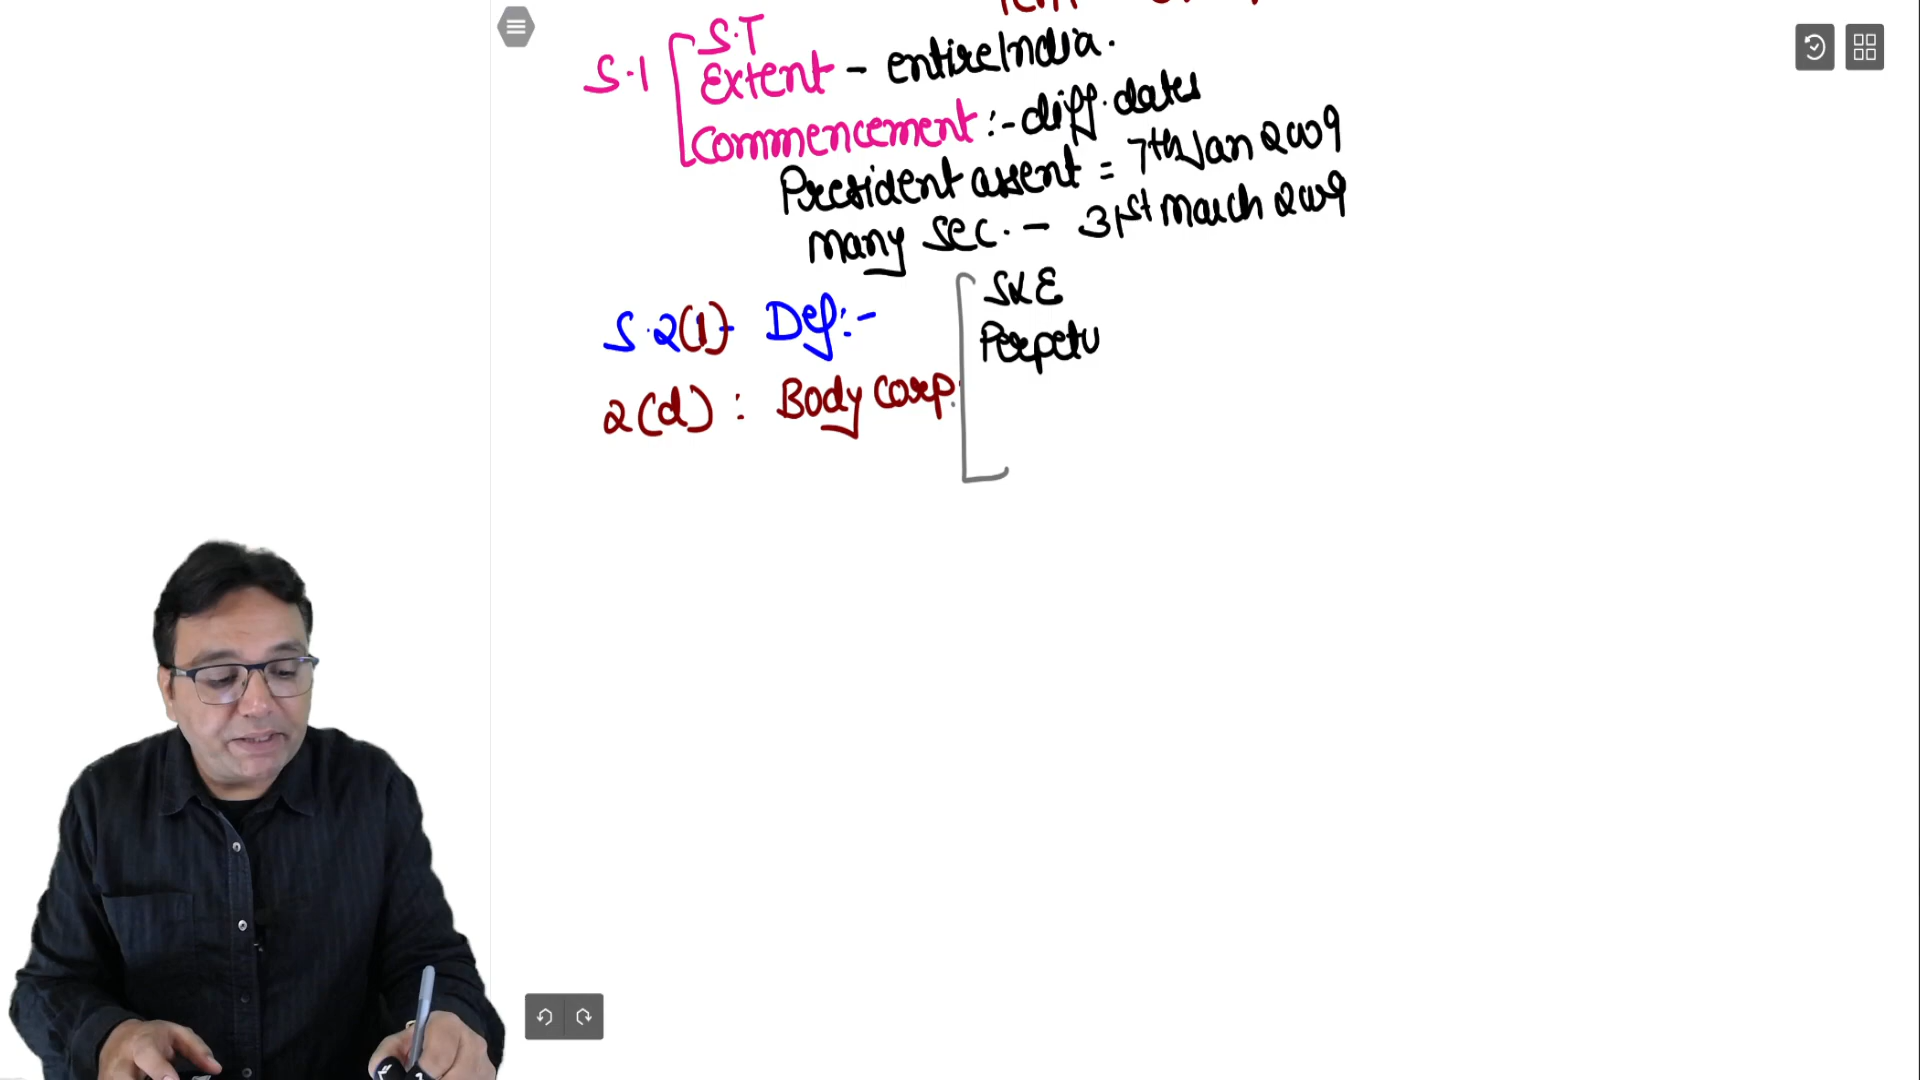 S.1 S.T
Extent - entire India.
Commencement :- diff. dates
President assent = 7th Jan 2009
many sec. - 31st March 2009
S.2(1)- Def:-
2(d) : Body Corp.
SLE
Perpetu